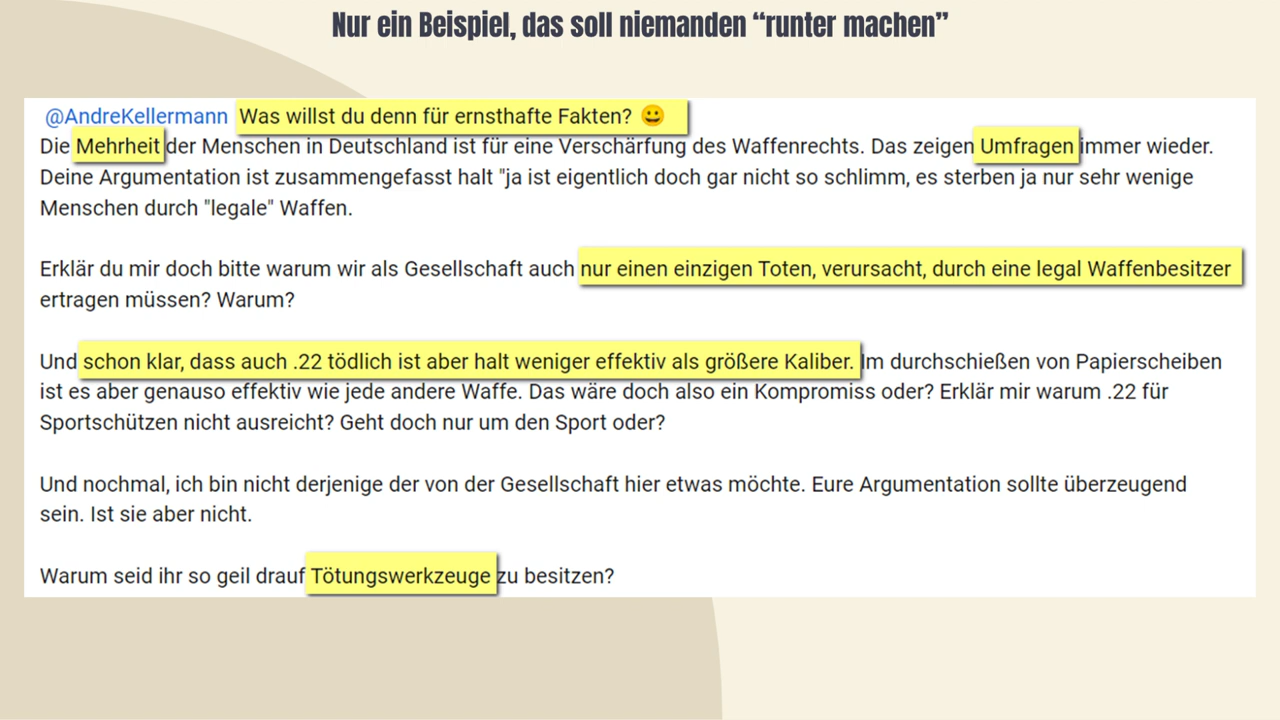 Nur ein Beispiel, das soll niemanden “runter machen”
@AndreKellermann Was willst du denn für ernsthafte Fakten? 😀
Die Mehrheit der Menschen in Deutschland ist für eine Verschärfung des Waffenrechts. Das zeigen Umfragen immer wieder.
Deine Argumentation ist zusammengefasst halt "ja ist eigentlich doch gar nicht so schlimm, es sterben ja nur sehr wenige
Menschen durch "legale" Waffen.
Erklär du mir doch bitte warum wir als Gesellschaft auch nur einen einzigen Toten, verursacht, durch eine legal Waffenbesitzer
ertragen müssen? Warum?
Und schon klar, dass auch .22 tödlich ist aber halt weniger effektiv als größere Kaliber. Im durchschießen von Papierscheiben
ist es aber genauso effektiv wie jede andere Waffe. Das wäre doch also ein Kompromiss oder? Erklär mir warum .22 für
Sportschützen nicht ausreicht? Geht doch nur um den Sport oder?
Und nochmal, ich bin nicht derjenige der von der Gesellschaft hier etwas möchte. Eure Argumentation sollte überzeugend
sein. Ist sie aber nicht.
Warum seid ihr so geil drauf Tötungswerkzeuge zu besitzen?